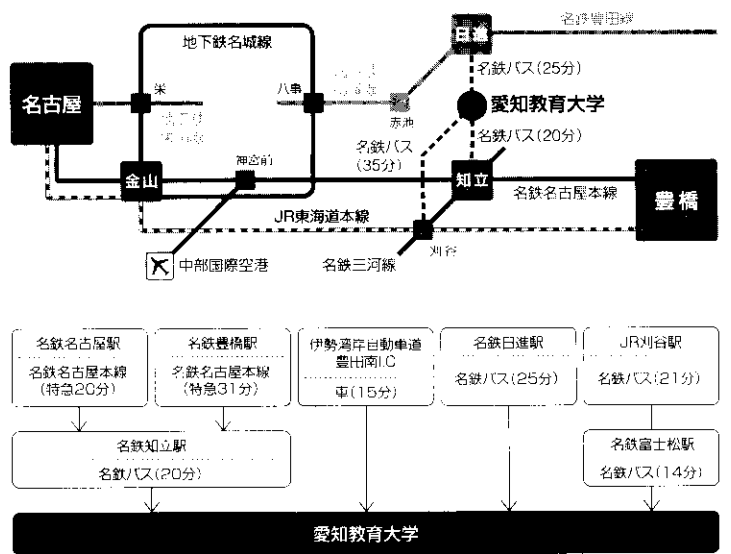 地下鉄名城線
日進
名鉄豊田線
名鉄バス(25分)
名古屋
栄
八事
赤池
愛知教育大学
名鉄バス(20分)
名鉄バス
(35分)
神宮前
金山
知立
名鉄名古屋本線
豊橋
JR東海道本線
刈谷
中部国際空港
名鉄三河線
名鉄名古屋駅
名鉄名古屋本線
(特急20分)
名鉄豊橋駅
名鉄名古屋本線
(特急31分)
伊勢湾岸自動車道
豊田南I.C
車(15分)
名鉄日進駅
名鉄バス(25分)
JR刈谷駅
名鉄バス(21分)
名鉄知立駅
名鉄バス(20分)
名鉄富士松駅
名鉄バス(14分)
愛知教育大学